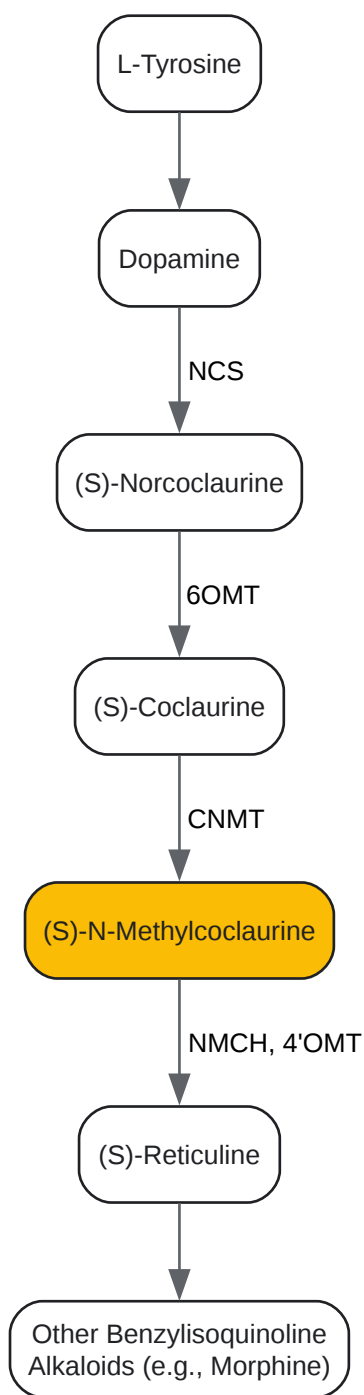 L-Tyrosine
Dopamine
NCS
(S)-Norcoclaurine
6OMT
(S)-Coclaurine
CNMT
(S)-N-Methylcoclaurine
NMCH, 4'OMT
(S)-Reticuline
Other Benzylisoquinoline
Alkaloids (e.g., Morphine)